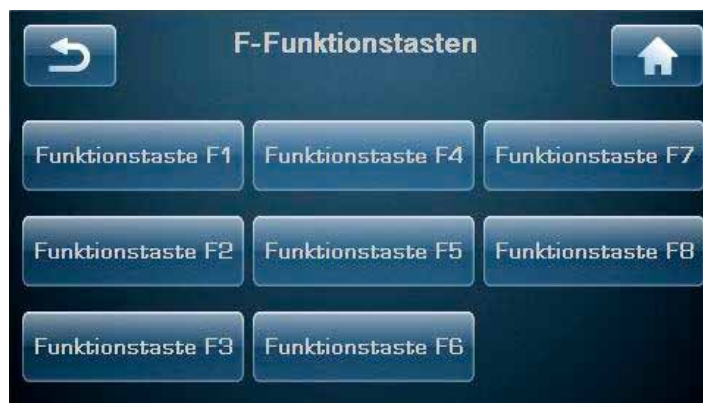 F-Funktionstasten
Funktionstaste F1 Funktionstaste F4 Funktionstaste F7
Funktionstaste F2 Funktionstaste F5 Funktionstaste F8
Funktionstaste F3 Funktionstaste F6